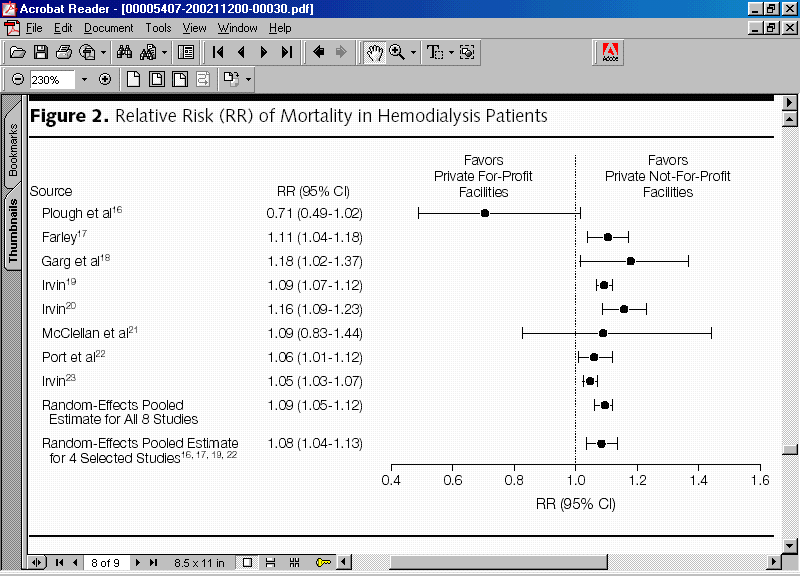 Acrobat Reader - [00005407-200211200-00030.pdf]
File Edit Document Tools View Window Help
230%
Adobe
Bookmarks
Thumbnails
Figure 2. Relative Risk (RR) of Mortality in Hemodialysis Patients
Favors Private For-Profit Facilities
Favors Private Not-For-Profit Facilities
Source RR (95% CI)
Plough et al16 0.71 (0.49-1.02)
Farley17 1.11 (1.04-1.18)
Garg et al18 1.18 (1.02-1.37)
Irvin19 1.09 (1.07-1.12)
Irvin20 1.16 (1.09-1.23)
McClellan et al21 1.09 (0.83-1.44)
Port et al22 1.06 (1.01-1.12)
Irvin23 1.05 (1.03-1.07)
Random-Effects Pooled 1.09 (1.05-1.12)
Estimate for All 8 Studies
Random-Effects Pooled Estimate 1.08 (1.04-1.13)
for 4 Selected Studies16, 17, 19, 22
0.4 0.6 0.8 1.0 1.2 1.4 1.6
RR (95% CI)
8 of 9 8.5 x 11 in